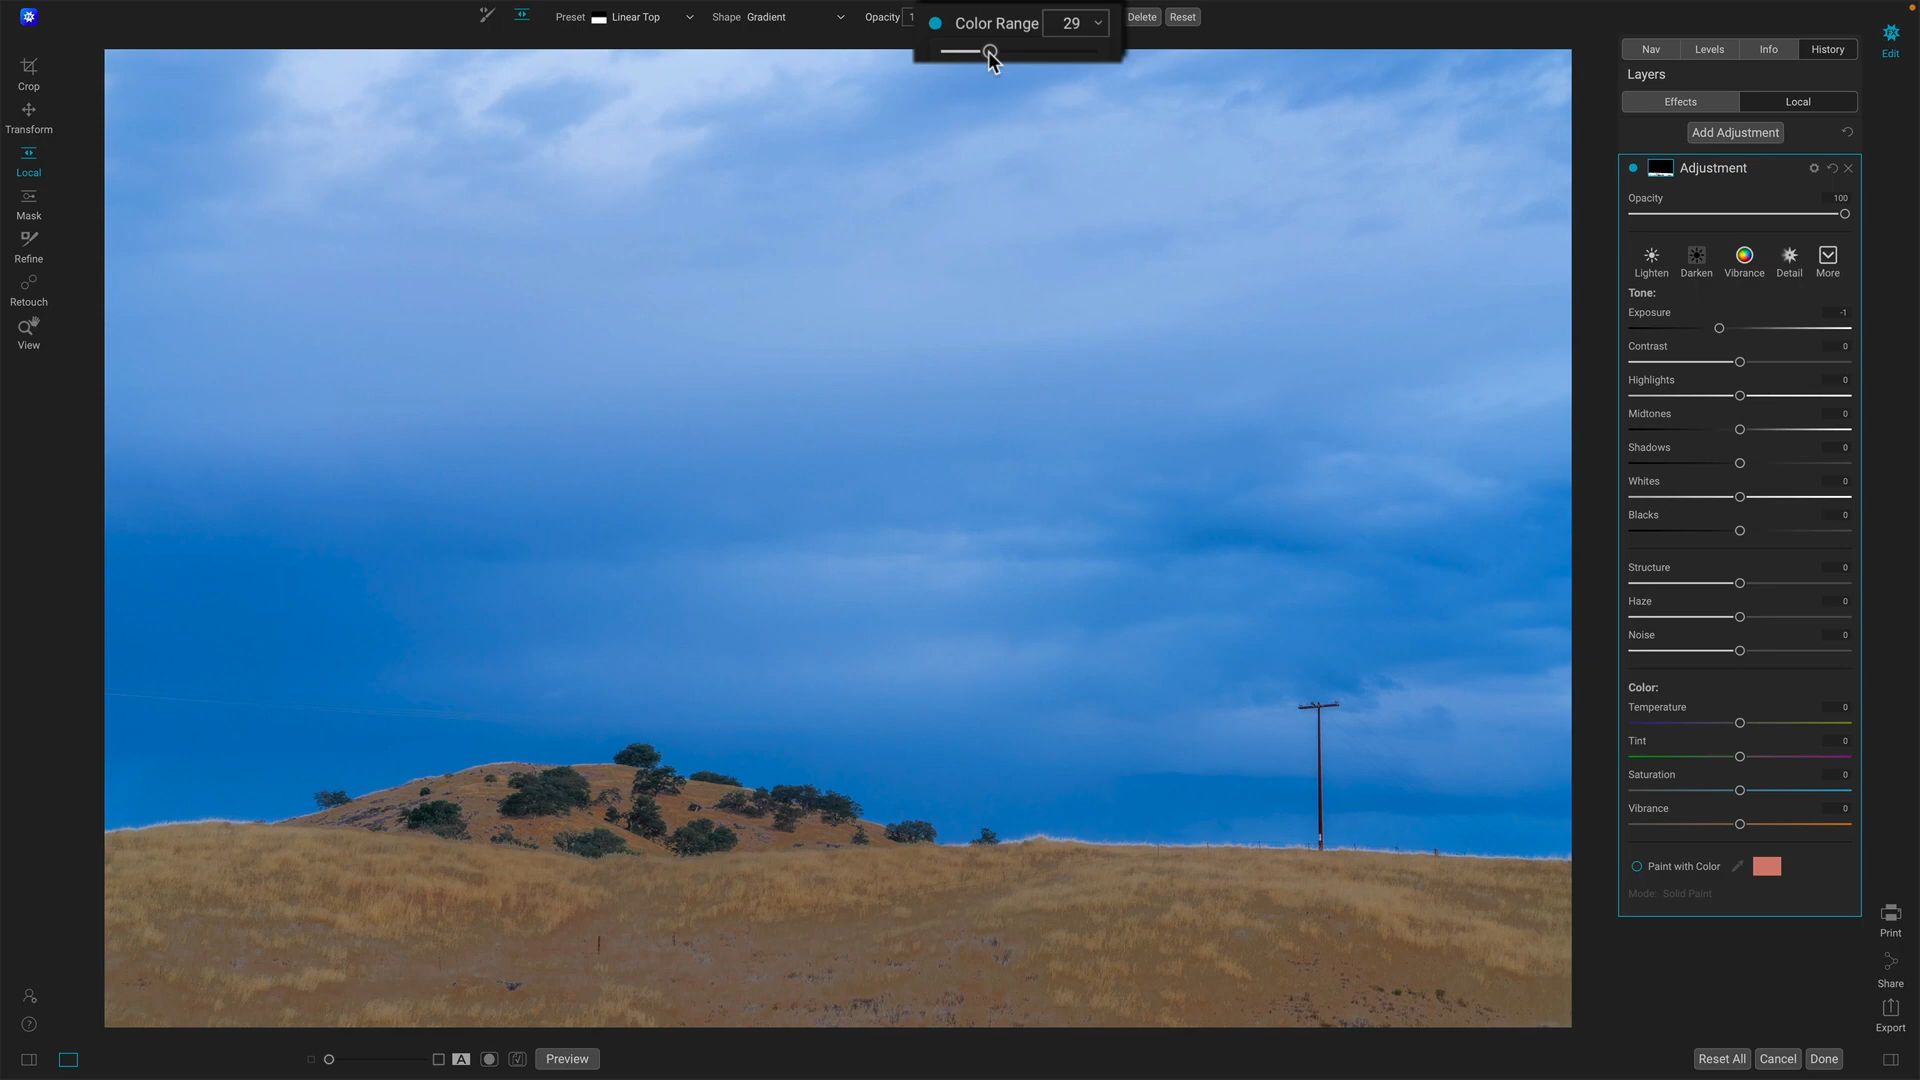 Preset Linear Top Shape Gradient Opacity 1 Color Range 29 Delete Reset
Crop
Transform
Local
Mask
Refine
Retouch
View
Edit
Nav Levels Info History
Layers
Effects Local
Add Adjustment
Adjustment
Opacity 100
Lighten Darken Vibrance Detail More
Tone:
Exposure -1
Contrast 0
Highlights 0
Midtones 0
Shadows 0
Whites 0
Blacks 0
Structure 0
Haze 0
Noise 0
Color:
Temperature 0
Tint 0
Saturation 0
Vibrance 0
Paint with Color
Mode: Solid Paint
Print
Share
Export
A Preview
Reset All Cancel Done